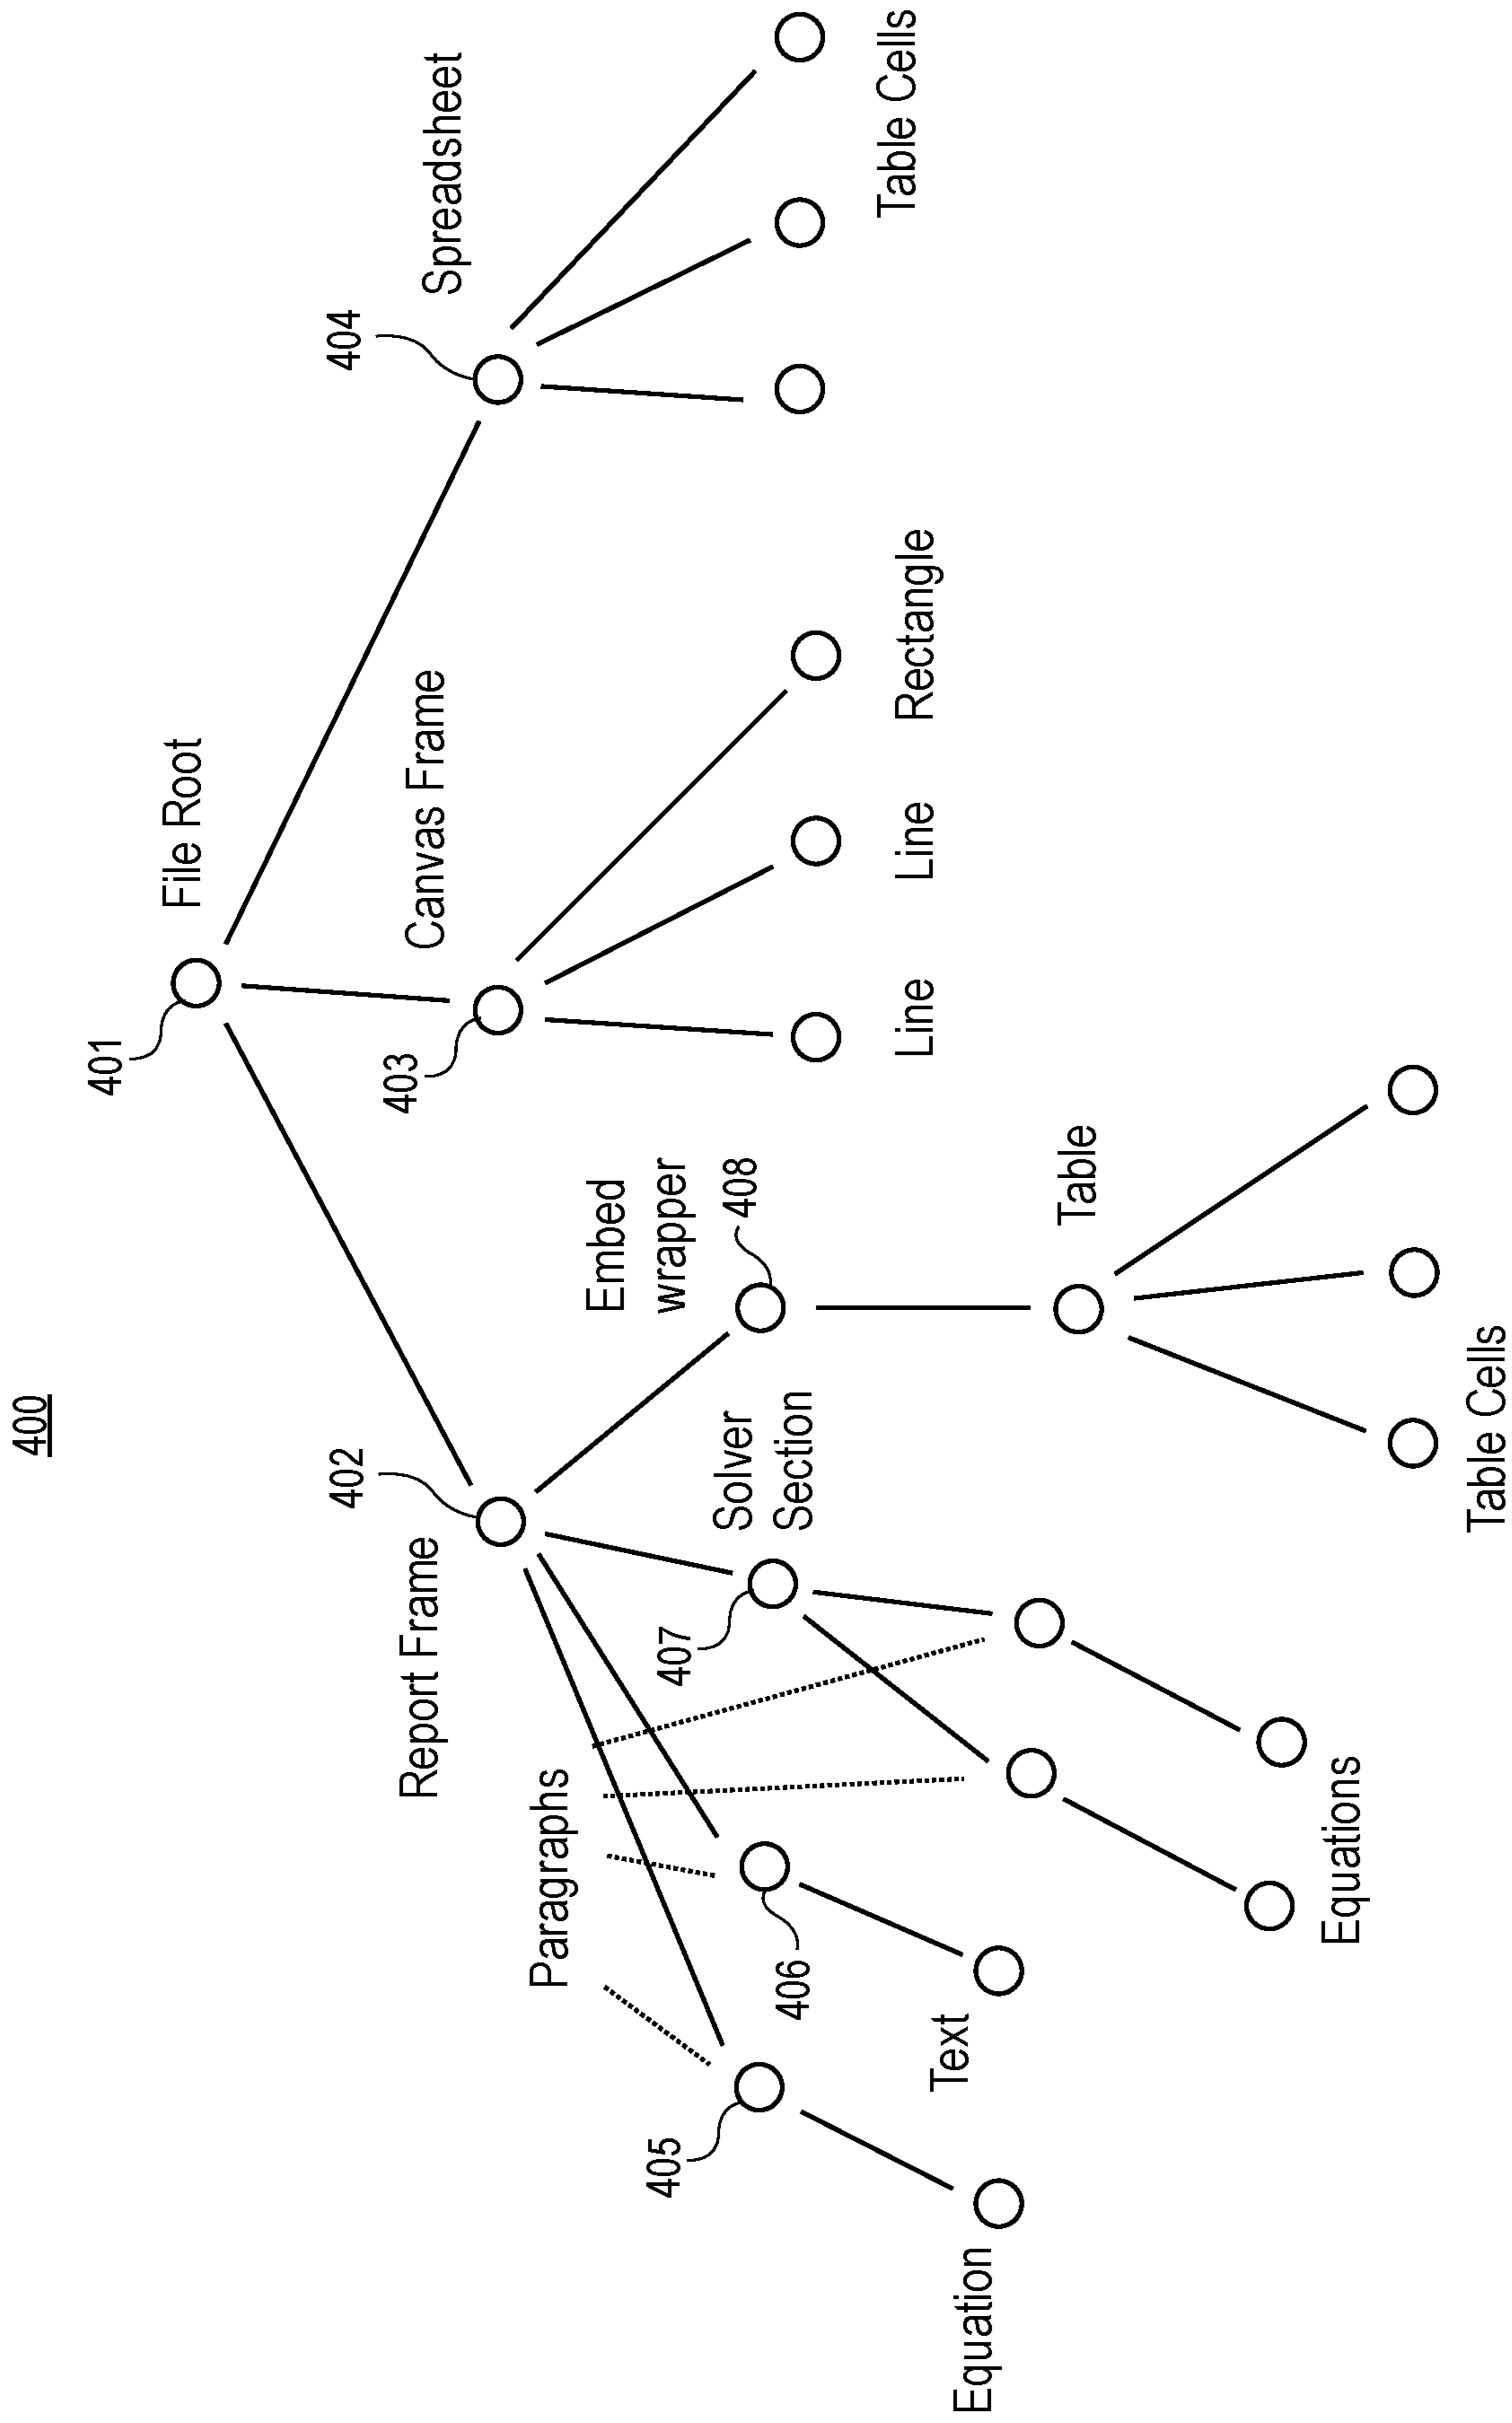 400
File Root
401
Report Frame
402
Canvas Frame
403
Spreadsheet
404
Paragraphs
405
406
Solver
Section
407
Embed
wrapper
408
Equation
Text
Equations
Table
Table Cells
Line
Line
Rectangle
Table Cells